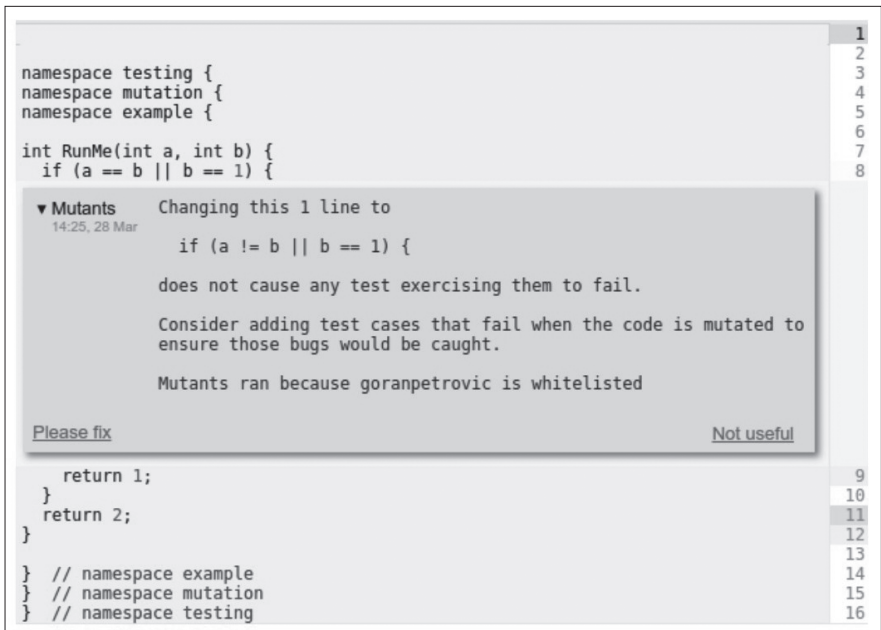 1
2
namespace testing { 3
namespace mutation { 4
namespace example { 5
6
int RunMe(int a, int b) { 7
  if (a == b || b == 1) { 8
▾ Mutants Changing this 1 line to
14:25, 28 Mar
if (a != b || b == 1) {
does not cause any test exercising them to fail.
Consider adding test cases that fail when the code is mutated to
ensure those bugs would be caught.
Mutants ran because goranpetrovic is whitelisted
Please fix Not useful
    return 1; 9
  } 10
  return 2; 11
} 12
13
}  // namespace example 14
}  // namespace mutation 15
}  // namespace testing 16